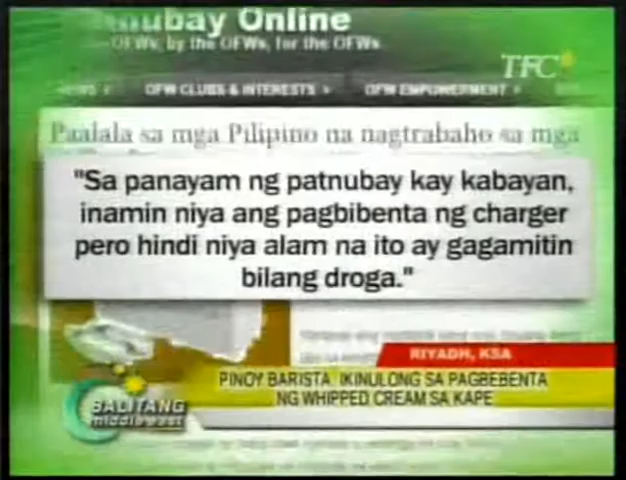 nubay Online
OFWs, by the OFWs, for the OFWs
TFC
OFW CLUBS & INTERESTS
OFW EMPOWERMENT
Paalala sa mga Pilipino na nagtrabaho sa mga
"Sa panayam ng patnubay kay kabayan,
inamin niya ang pagbibenta ng charger
pero hindi niya alam na ito ay gagamitin
bilang droga."
RIYADH, KSA
PINOY BARISTA, IKINULONG SA PAGBEBENTA
NG WHIPPED CREAM SA KAPE
BALITANG
middle east